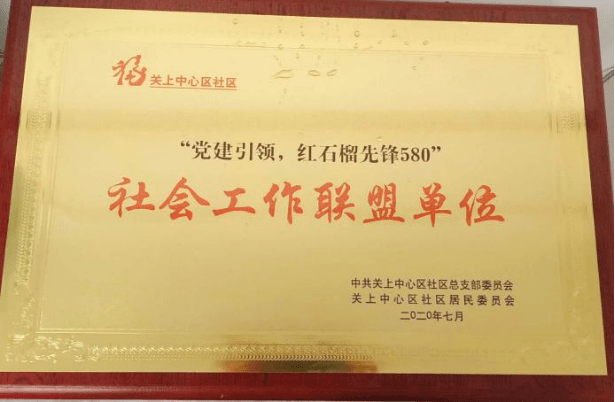 关上中心区社区
“党建引领，红石榴先锋580”
社会工作联盟单位
中共关上中心区社区总支部委员会
关上中心区社区居民委员会
二〇二〇年七月